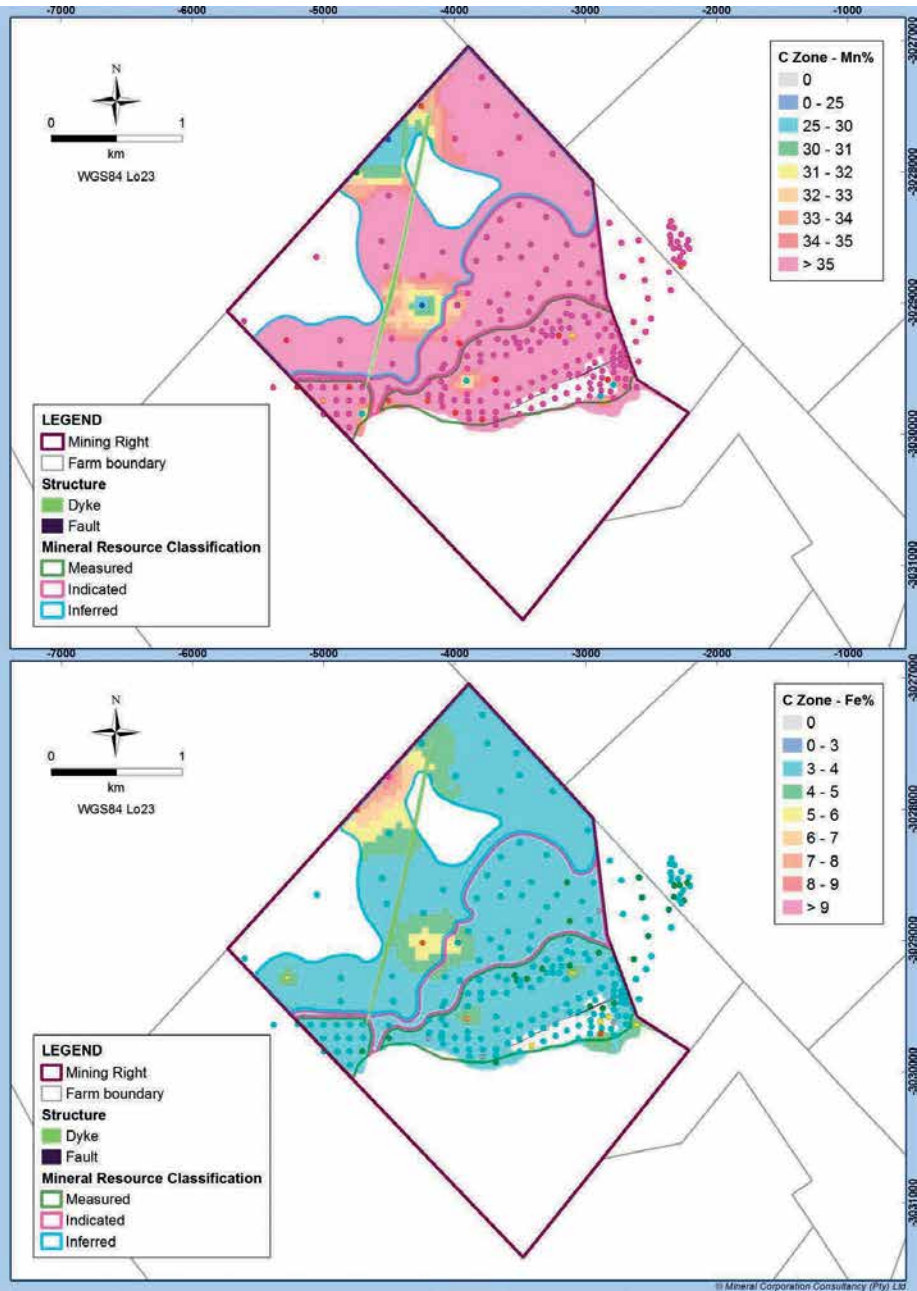 -7000 -6000 -5000 -4000 -3000 -2000 -1000
N
0 1
km
WGS84 Lo23
C Zone - Mn%
0
0 - 25
25 - 30
30 - 31
31 - 32
32 - 33
33 - 34
34 - 35
> 35
-3027000
-3028000
-3029000
-3030000
-3031000
LEGEND
Mining Right
Farm boundary
Structure
Dyke
Fault
Mineral Resource Classification
Measured
Indicated
Inferred
-7000 -6000 -5000 -4000 -3000 -2000 -1000
N
0 1
km
WGS84 Lo23
C Zone - Fe%
0
0 - 3
3 - 4
4 - 5
5 - 6
6 - 7
7 - 8
8 - 9
> 9
-3027000
-3028000
-3029000
-3030000
-3031000
LEGEND
Mining Right
Farm boundary
Structure
Dyke
Fault
Mineral Resource Classification
Measured
Indicated
Inferred
© Mineral Corporation Consultancy (Pty) Ltd